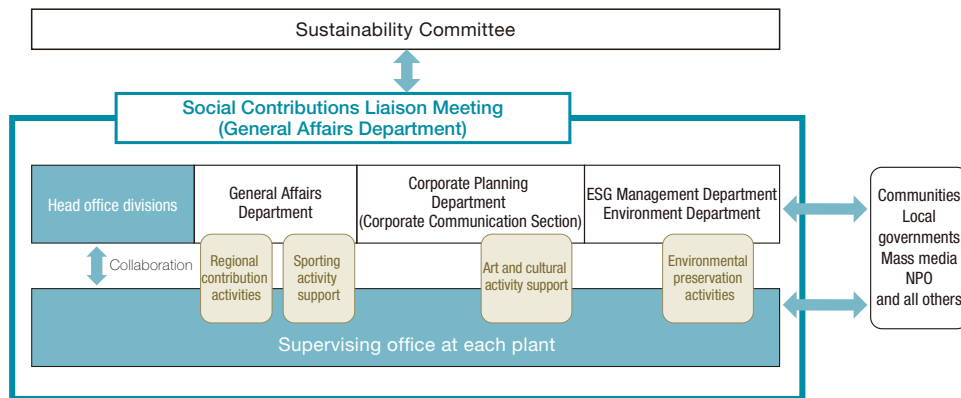 Sustainability Committee
Social Contributions Liaison Meeting
(General Affairs Department)
Head office divisions
General Affairs
Department
Corporate Planning
Department
(Corporate Communication Section)
ESG Management Department
Environment Department
Communities
Local
governments
Mass media
NPO
and all others
Collaboration
Regional
contribution
activities
Sporting
activity
support
Art and cultural
activity support
Environmental
preservation
activities
Supervising office at each plant